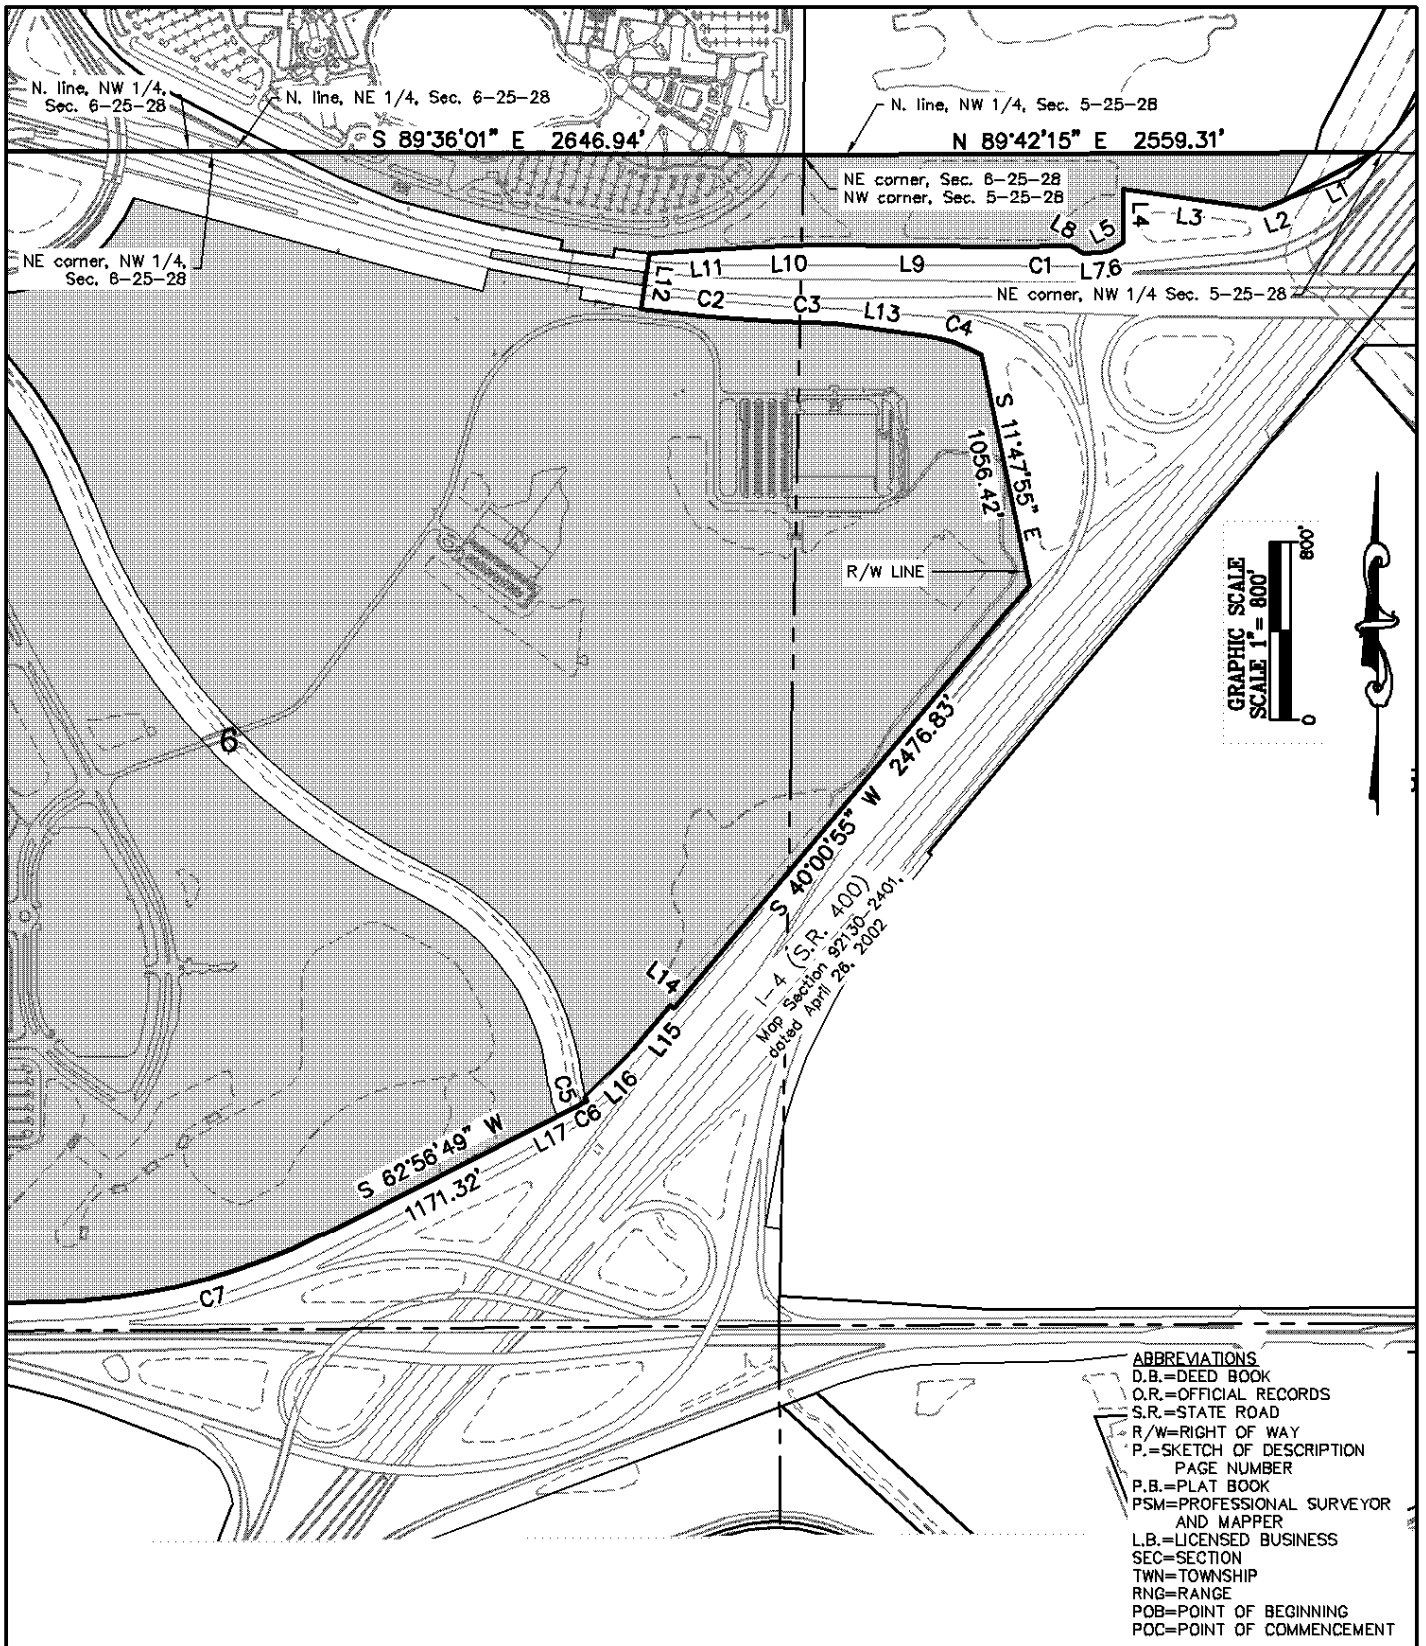 N. line, NW 1/4,
Sec. 6-25-28
N. line, NE 1/4, Sec. 6-25-28
N. line, NW 1/4, Sec. 5-25-28
S 89°36'01" E 2646.94'
N 89°42'15" E 2559.31'
NE corner, Sec. 6-25-28
NW corner, Sec. 5-25-28
L1
L2
L3
L4
L5
L8
NE corner, NW 1/4,
Sec. 6-25-28
L11
L10
L9
C1
L7
6
L12
C2
C3
L13
C4
NE corner, NW 1/4 Sec. 5-25-28
S 11°47'55" E
1056.42'
R/W LINE
GRAPHIC SCALE
SCALE 1"= 800'
0
800'
6
S 40°00'55" W 2476.83'
I-4 (S.R. 400)
Map Section 92130-2401,
dated April 26, 2002
L14
L15
L16
C5
C6
L17
S 62°56'49" W
1171.32'
C7
ABBREVIATIONS
D.B.=DEED BOOK
O.R.=OFFICIAL RECORDS
S.R.=STATE ROAD
R/W=RIGHT OF WAY
P.=SKETCH OF DESCRIPTION
PAGE NUMBER
P.B.=PLAT BOOK
PSM=PROFESSIONAL SURVEYOR
AND MAPPER
L.B.=LICENSED BUSINESS
SEC=SECTION
TWN=TOWNSHIP
RNG=RANGE
POB=POINT OF BEGINNING
POC=POINT OF COMMENCEMENT